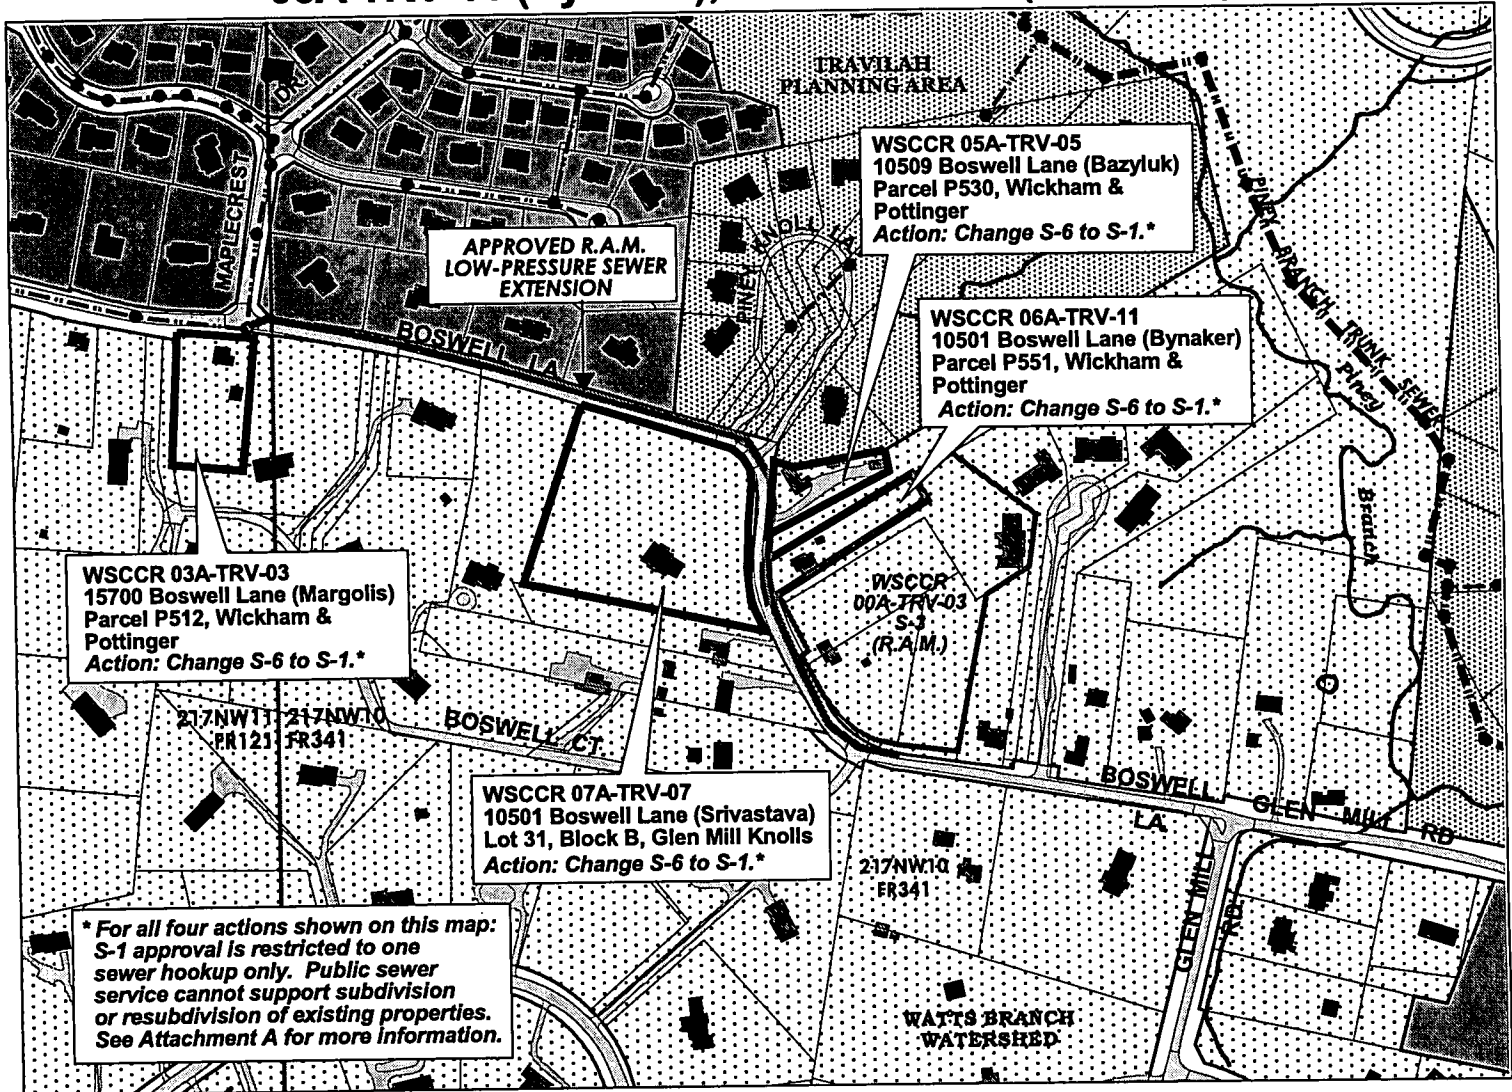 TRAVILAH
PLANNING AREA
WSCCR 05A-TRV-05
10509 Boswell Lane (Bazyluk)
Parcel P530, Wickham &
Pottinger
Action: Change S-6 to S-1.*
DR
MAPLECREST
APPROVED R.A.M.
LOW-PRESSURE SEWER
EXTENSION
PINEY KNOLL LA.
PINEY BRANCH TRUNK SEWER
WSCCR 06A-TRV-11
10501 Boswell Lane (Bynaker)
Parcel P551, Wickham &
Pottinger
Action: Change S-6 to S-1.*
BOSWELL LA.
Piney
Branch
WSCCR 03A-TRV-03
15700 Boswell Lane (Margolis)
Parcel P512, Wickham &
Pottinger
Action: Change S-6 to S-1.*
WSCCR
00A-TRV-03
S-3
(R.A.M.)
217NW11 217NW10
FR121 FR341
BOSWELL CT.
WSCCR 07A-TRV-07
10501 Boswell Lane (Srivastava)
Lot 31, Block B, Glen Mill Knolls
Action: Change S-6 to S-1.*
BOSWELL
LA.
GLEN MILL RD
217NW10
FR341
GLEN MILL
RD.
* For all four actions shown on this map:
S-1 approval is restricted to one
sewer hookup only. Public sewer
service cannot support subdivision
or resubdivision of existing properties.
See Attachment A for more information.
WATTS BRANCH
WATERSHED